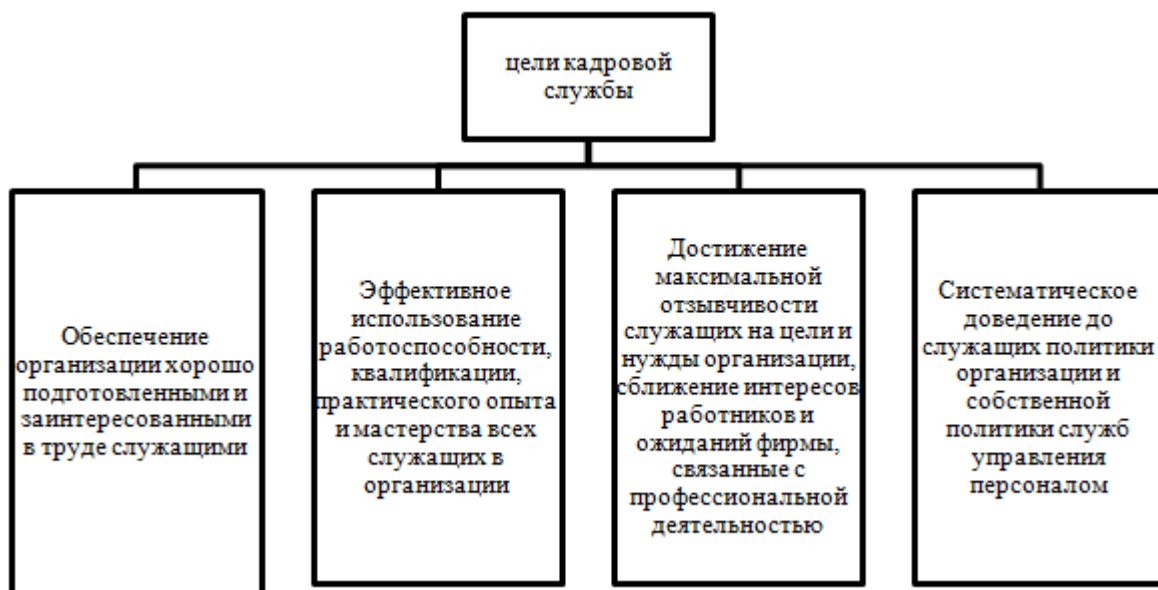 цели кадровой
службы
Обеспечение
организации хорошо
подготовленными и
заинтересованными
в труде служащими
Эффективное
использование
работоспособности,
квалификации,
практического опыта
и мастерства всех
служащих в
организации
Достижение
максимальной
отзывчивости
служащих на цели и
нужды организации,
сближение интересов
работников и
ожиданий фирмы,
связанные с
профессиональной
деятельностью
Систематическое
доведение до
служащих политики
организации и
собственной
политики служб
управления
персоналом